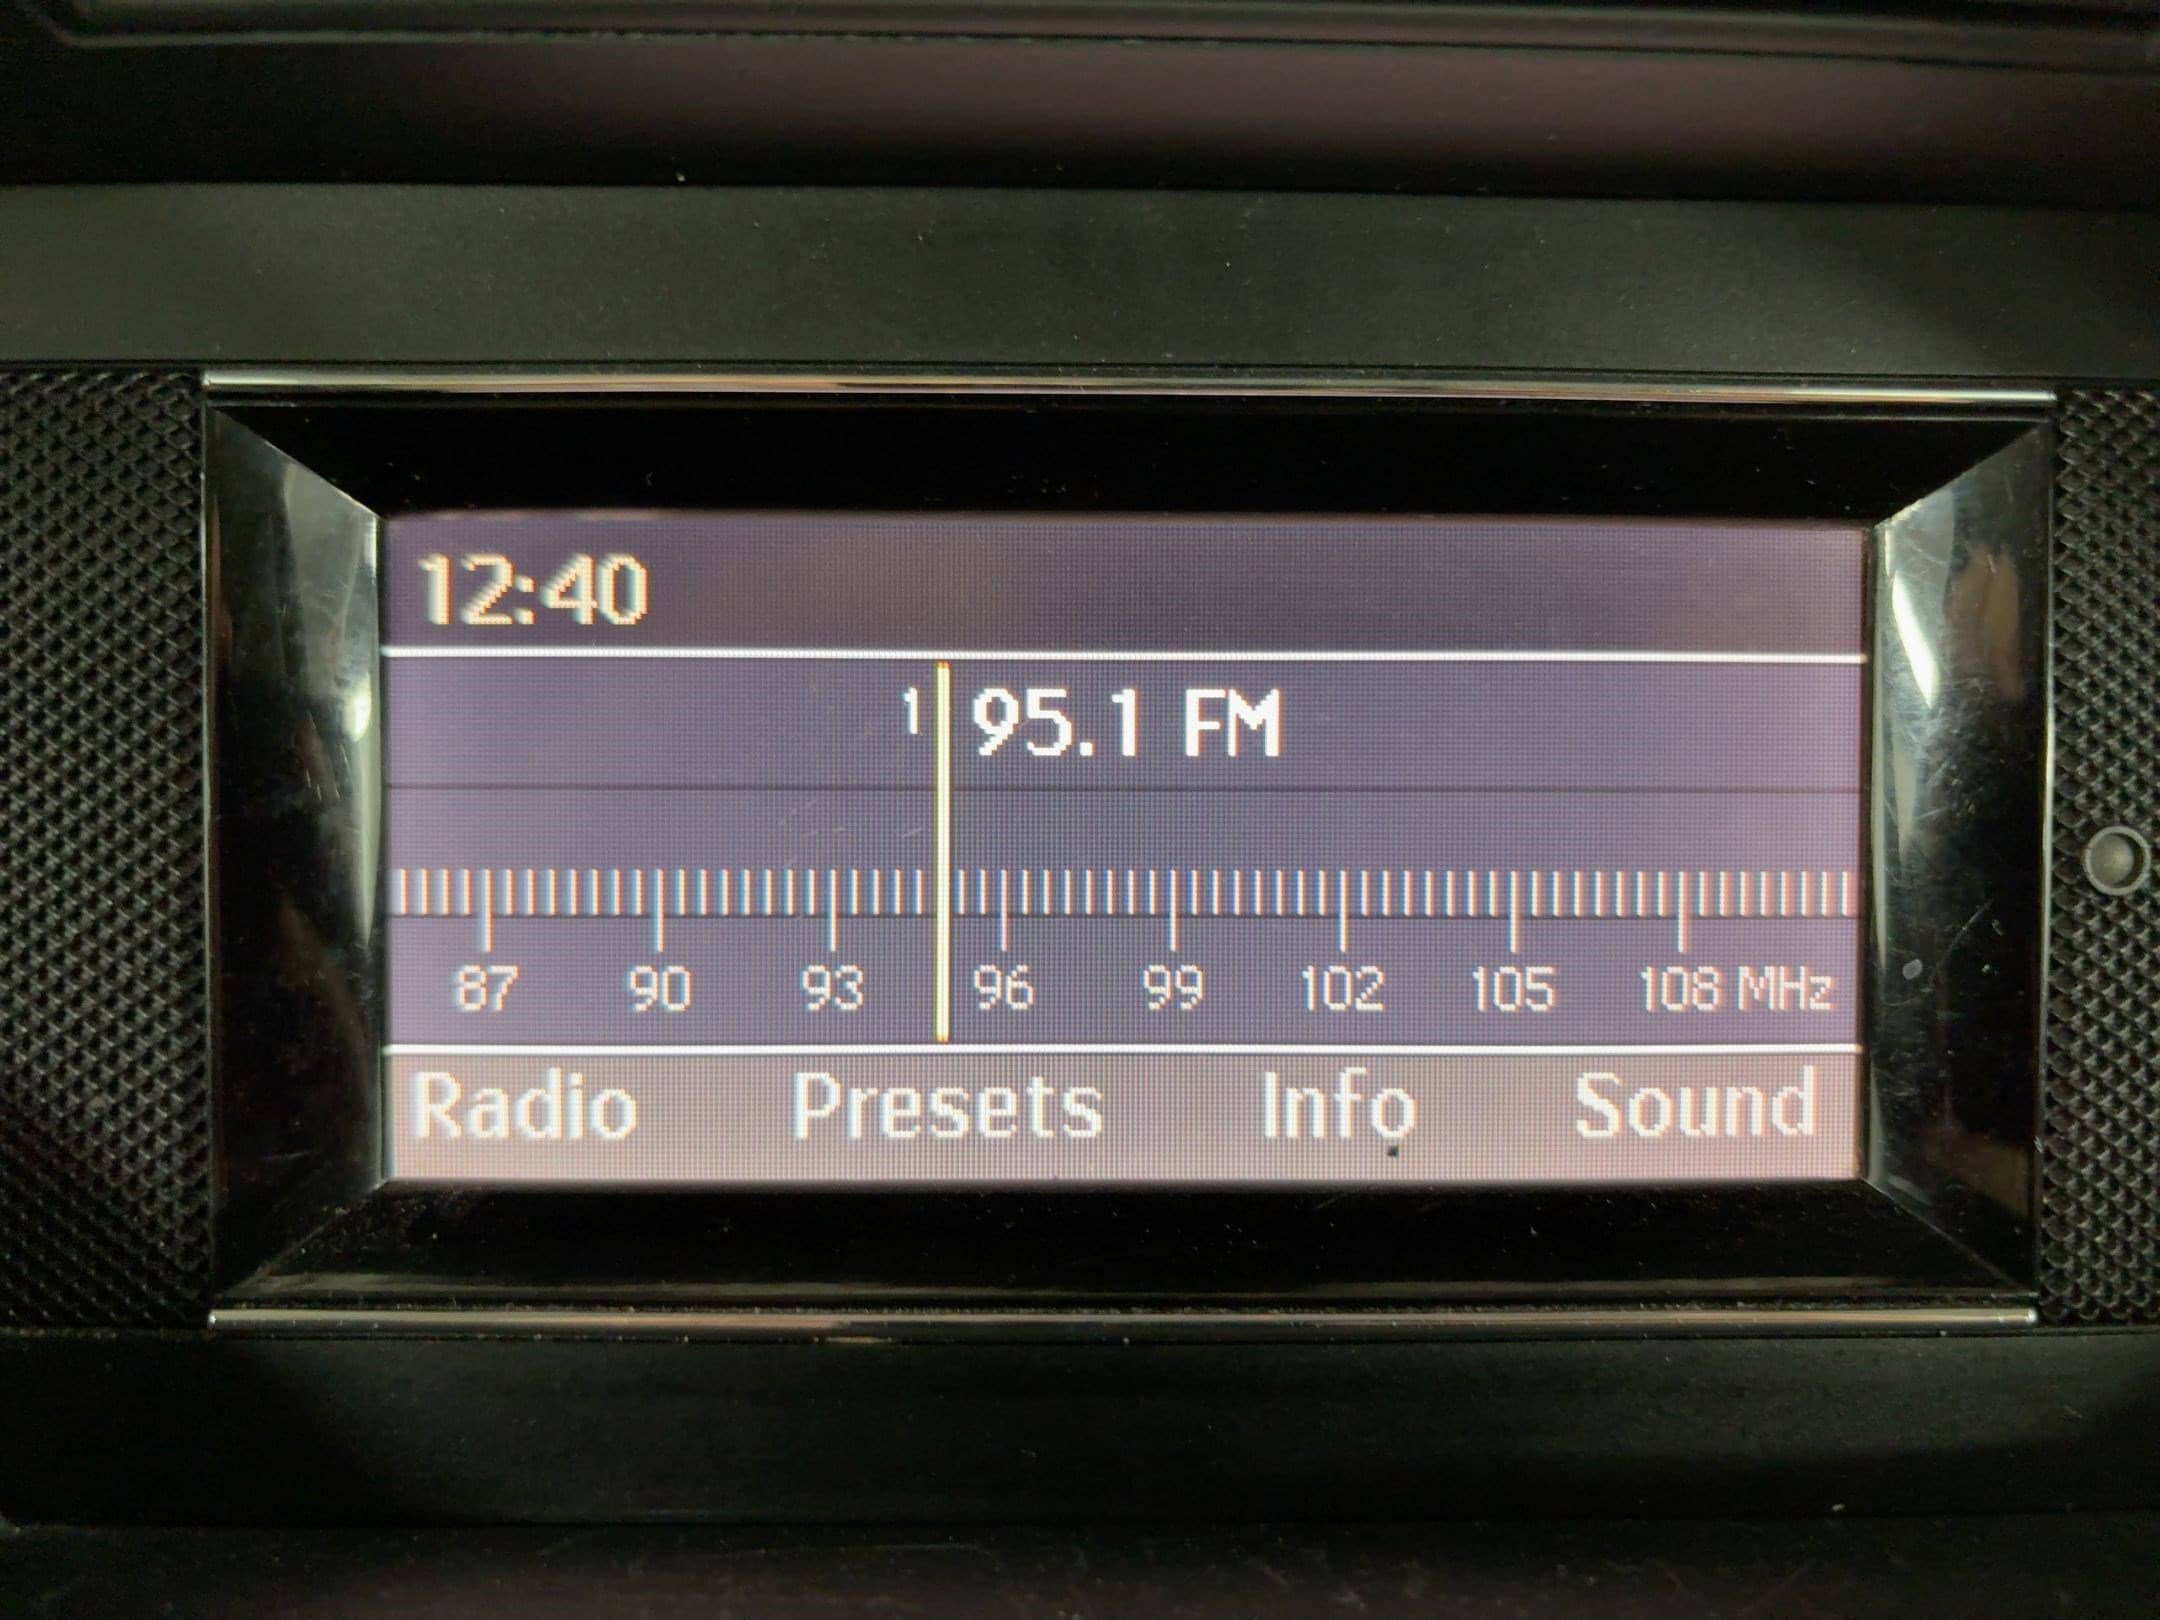 12:40
1 95.1 FM
87 90 93 96 99 102 105 108 MHz
Radio Presets Info Sound